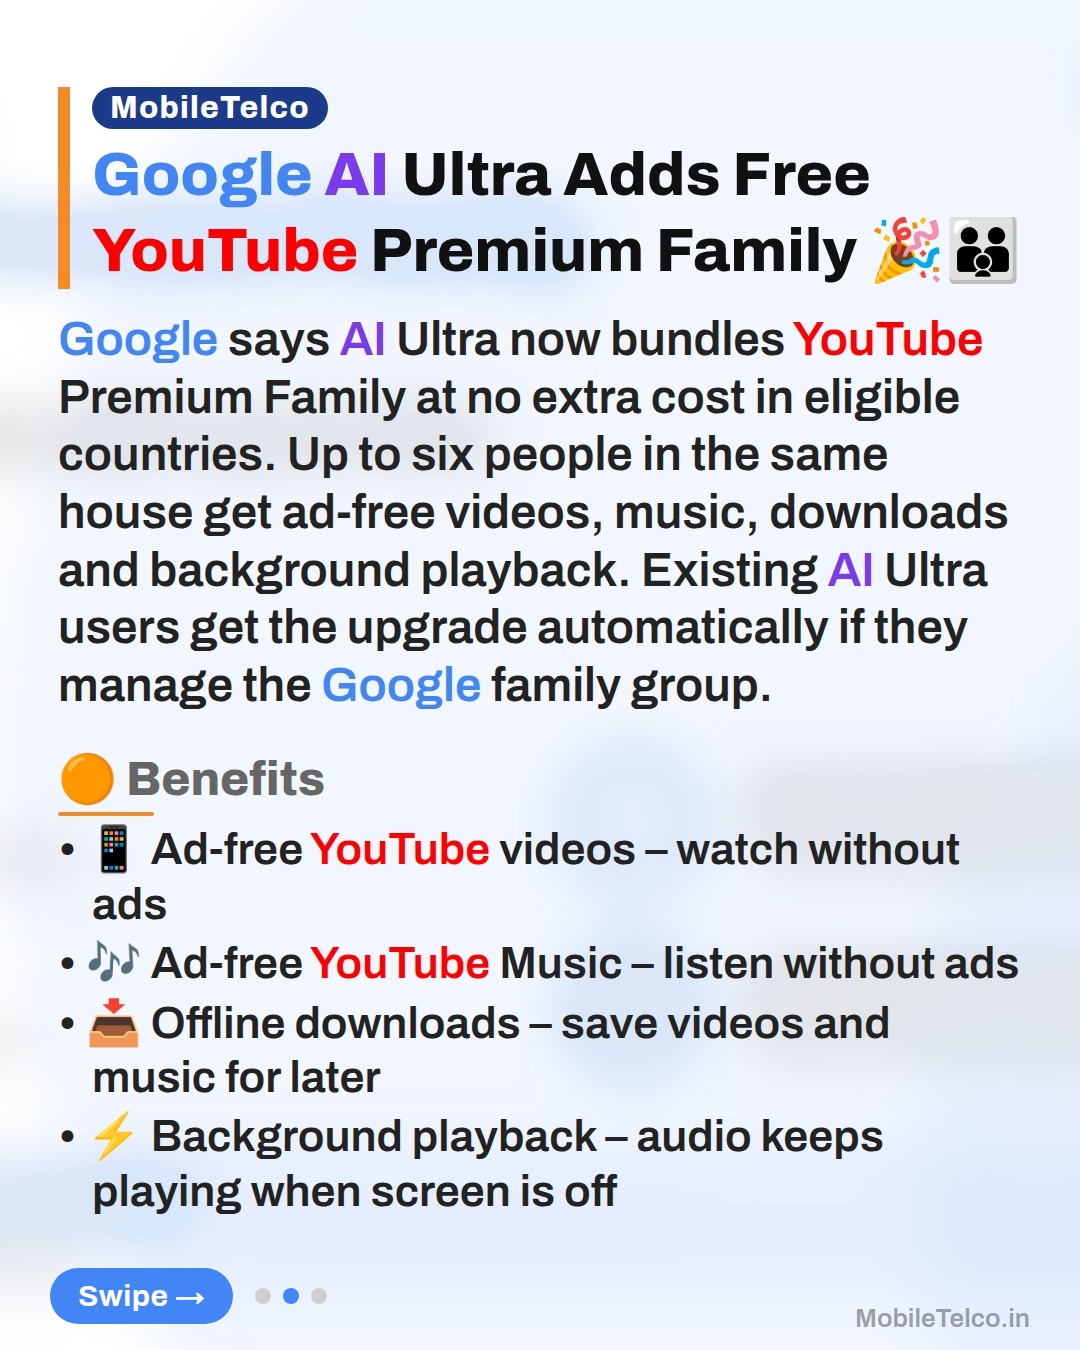 MobileTelco
Google AI Ultra Adds Free
YouTube Premium Family 🎉👨‍👨‍👦
Google says AI Ultra now bundles YouTube
Premium Family at no extra cost in eligible
countries. Up to six people in the same
house get ad-free videos, music, downloads
and background playback. Existing AI Ultra
users get the upgrade automatically if they
manage the Google family group.
🟠 Benefits
• 📱 Ad-free YouTube videos – watch without
ads
• 🎶 Ad-free YouTube Music – listen without ads
• 📥 Offline downloads – save videos and
music for later
• ⚡ Background playback – audio keeps
playing when screen is off
Swipe →
MobileTelco.in